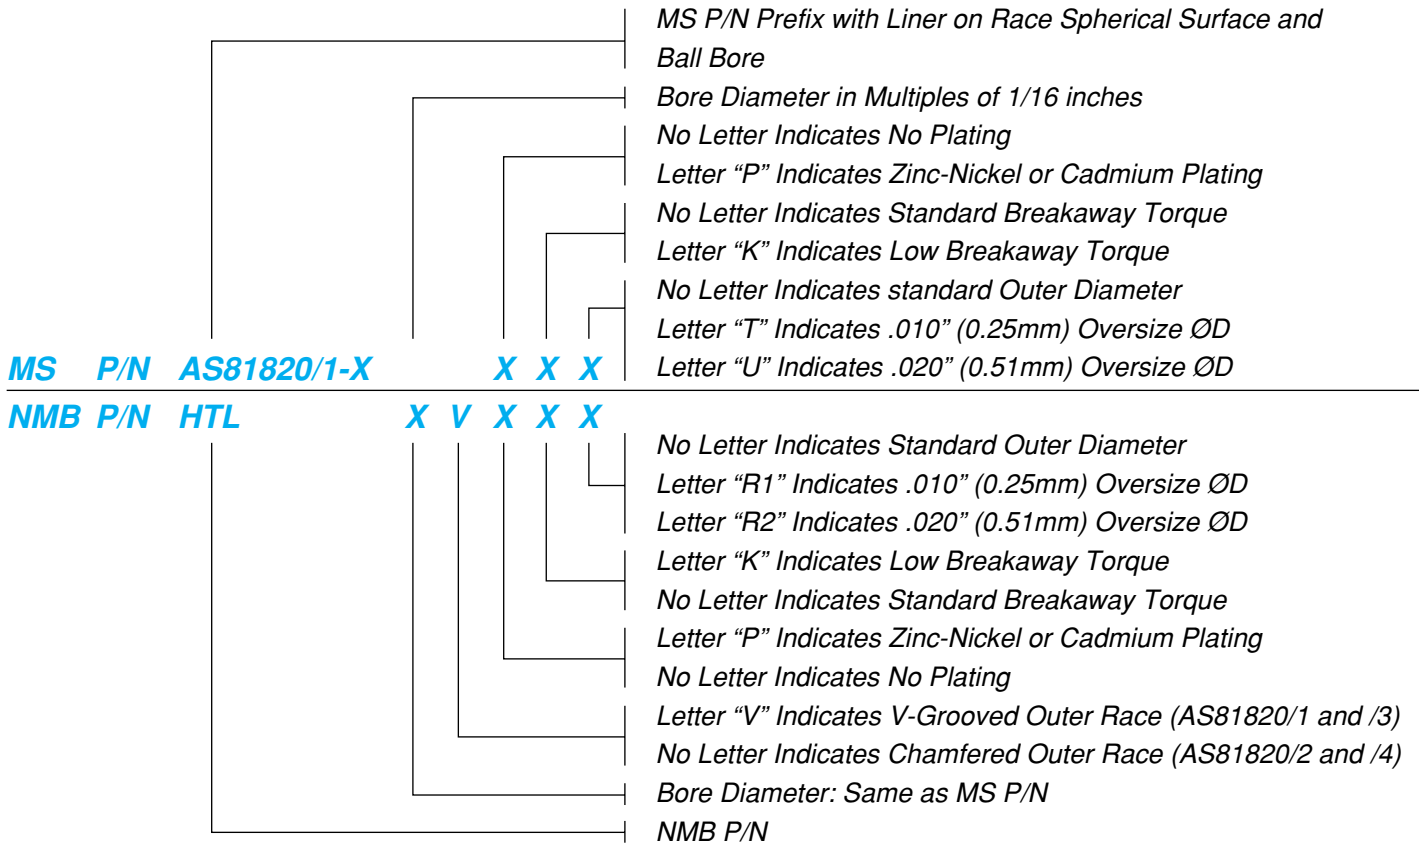 MS P/N Prefix with Liner on Race Spherical Surface and
Ball Bore
Bore Diameter in Multiples of 1/16 inches
No Letter Indicates No Plating
Letter “P” Indicates Zinc-Nickel or Cadmium Plating
No Letter Indicates Standard Breakaway Torque
Letter “K” Indicates Low Breakaway Torque
No Letter Indicates standard Outer Diameter
Letter “T” Indicates .010” (0.25mm) Oversize ØD
Letter “U” Indicates .020” (0.51mm) Oversize ØD
MS P/N AS81820/1-X X X X
NMB P/N HTL X V X X X
No Letter Indicates Standard Outer Diameter
Letter “R1” Indicates .010” (0.25mm) Oversize ØD
Letter “R2” Indicates .020” (0.51mm) Oversize ØD
Letter “K” Indicates Low Breakaway Torque
No Letter Indicates Standard Breakaway Torque
Letter “P” Indicates Zinc-Nickel or Cadmium Plating
No Letter Indicates No Plating
Letter “V” Indicates V-Grooved Outer Race (AS81820/1 and /3)
No Letter Indicates Chamfered Outer Race (AS81820/2 and /4)
Bore Diameter: Same as MS P/N
NMB P/N